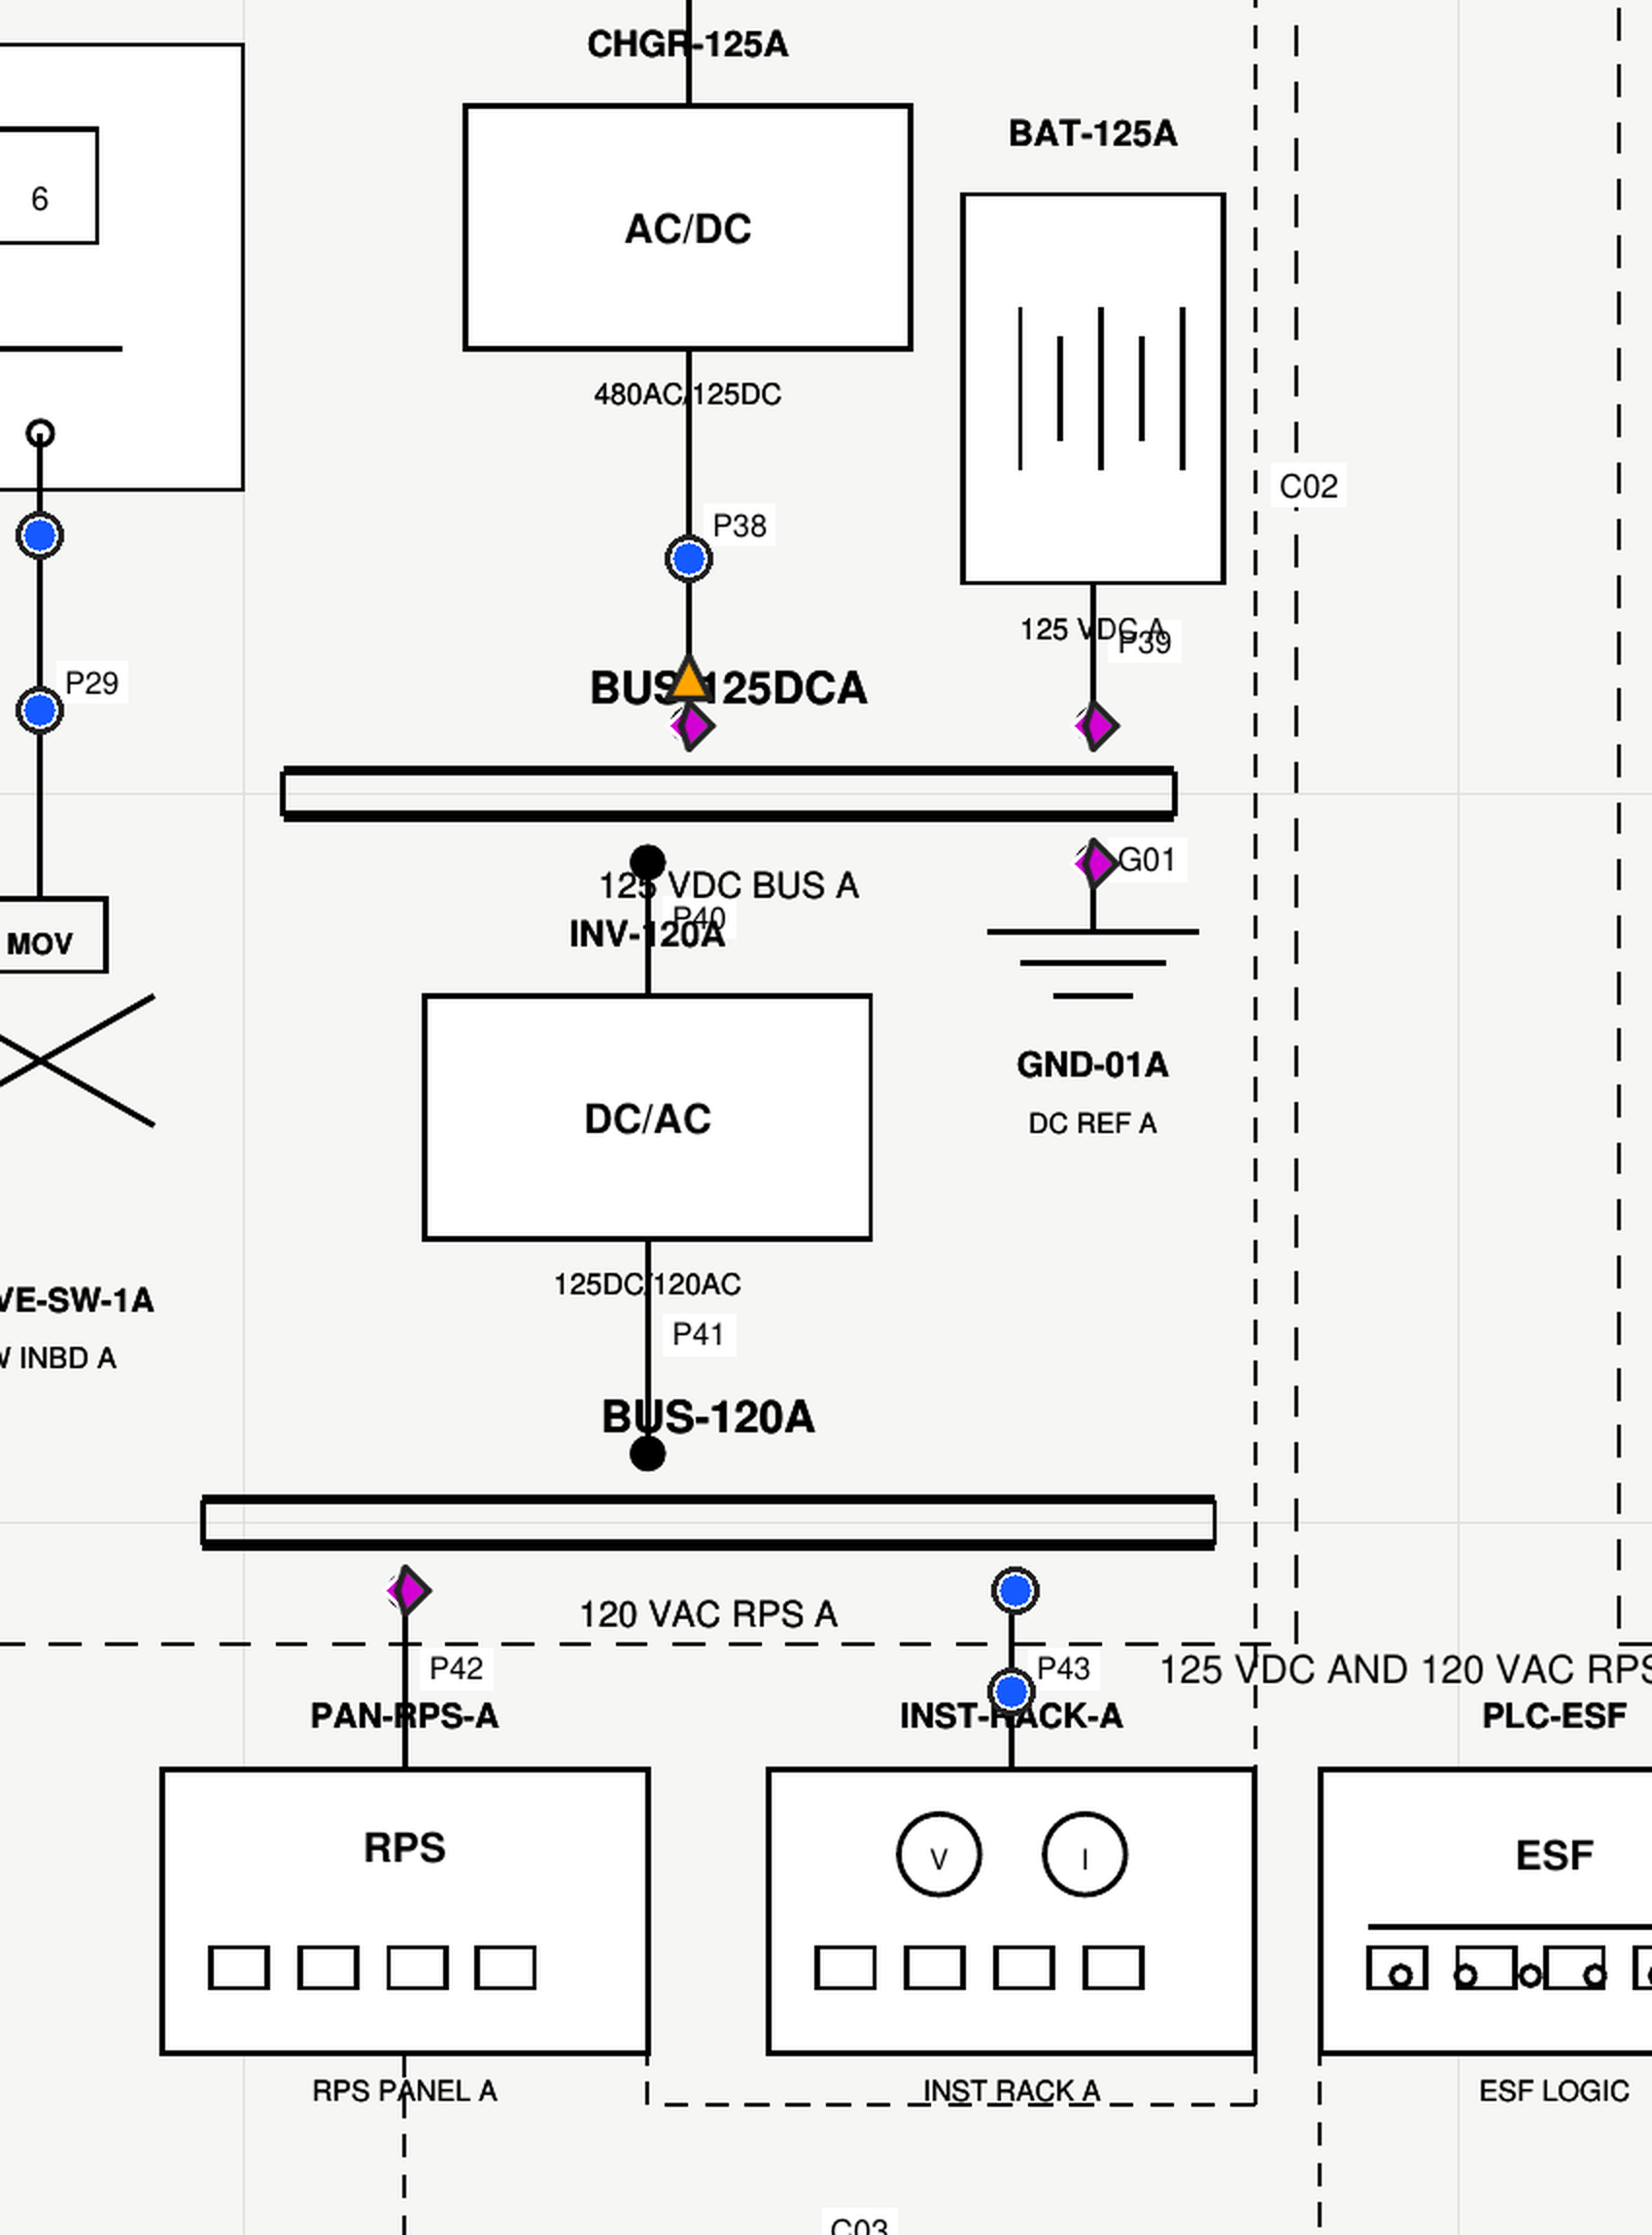 CHGR-125A
BAT-125A
AC/DC
6
480AC/125DC
C02
P38
125 VDC A
P39
P29
BUS-125DCA
G01
125 VDC BUS A
P40
INV-120A
MOV
GND-01A
DC/AC
DC REF A
125DC/120AC
VE-SW-1A
P41
W INBD A
BUS-120A
120 VAC RPS A
P42
P43
125 VDC AND 120 VAC RPS
PAN-RPS-A
INST-RACK-A
PLC-ESF
RPS
V
I
ESF
RPS PANEL A
INST RACK A
ESF LOGIC
C03